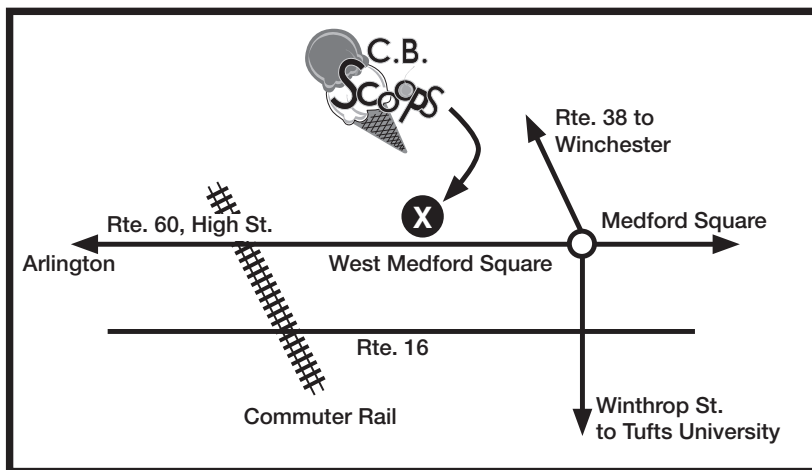 C.B.
Scoops
Rte. 38 to
Winchester
X
Rte. 60, High St.
Medford Square
Arlington
West Medford Square
Rte. 16
Commuter Rail
Winthrop St.
to Tufts University